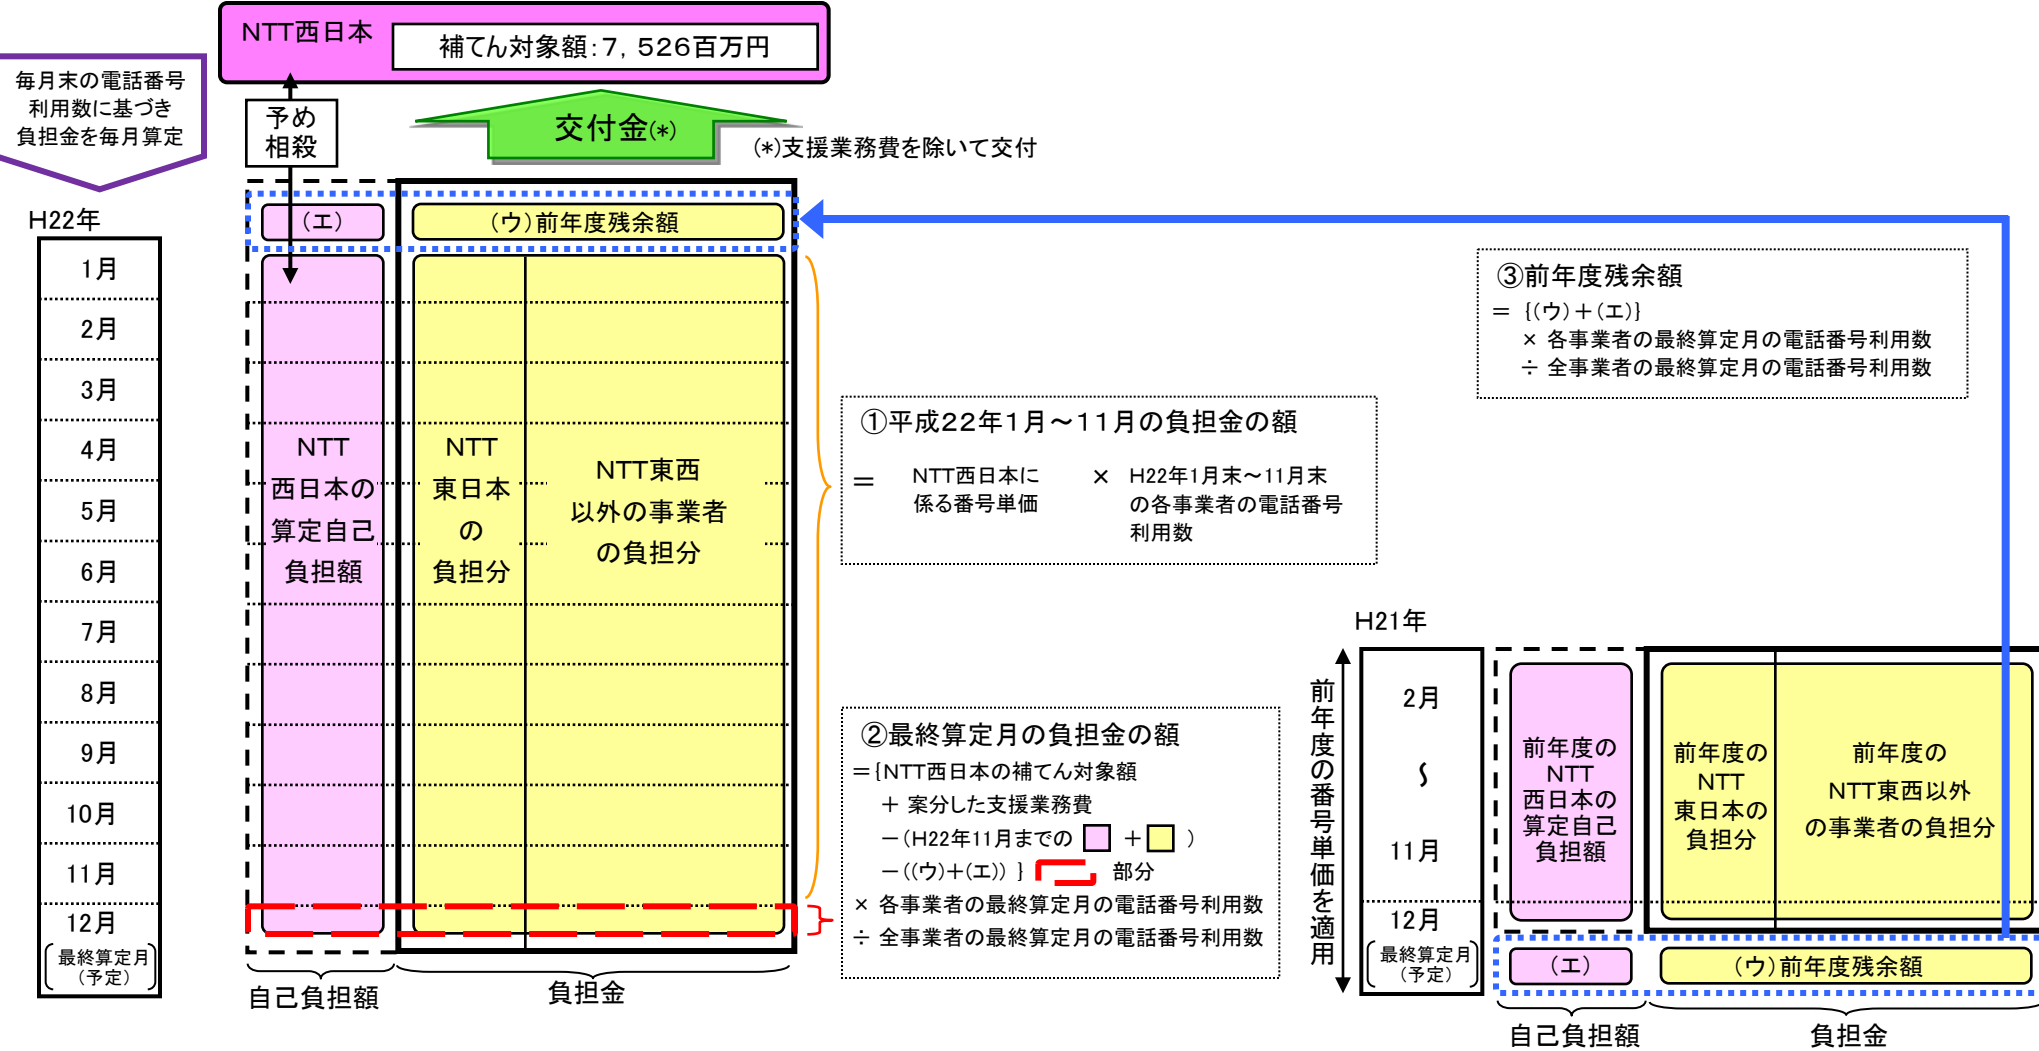 NTT西日本
補てん対象額:7，526百万円
毎月末の電話番号
利用数に基づき
負担金を毎月算定
予め
相殺
交付金(*)
(*)支援業務費を除いて交付
H22年
1月
2月
3月
4月
5月
6月
7月
8月
9月
10月
11月
12月
最終算定月
(予定)
(エ)
(ウ)前年度残余額
NTT
西日本の
算定自己
負担額
NTT
東日本
の
負担分
NTT東西
以外の事業者
の負担分
自己負担額
負担金
①平成22年1月～11月の負担金の額
＝
NTT西日本に
係る番号単価
×
H22年1月末～11月末
の各事業者の電話番号
利用数
②最終算定月の負担金の額
＝{NTT西日本の補てん対象額
＋ 案分した支援業務費
－(H22年11月までの ＋ )
－((ウ)+(エ)) } 部分
× 各事業者の最終算定月の電話番号利用数
÷ 全事業者の最終算定月の電話番号利用数
③前年度残余額
＝ {(ウ)＋(エ)}
× 各事業者の最終算定月の電話番号利用数
÷ 全事業者の最終算定月の電話番号利用数
H21年
前年度の番号単価を適用
2月
～
11月
12月
最終算定月
(予定)
前年度の
NTT
西日本の
算定自己
負担額
前年度の
NTT
東日本の
負担分
前年度の
NTT東西以外
の事業者の負担分
(エ)
(ウ)前年度残余額
自己負担額
負担金